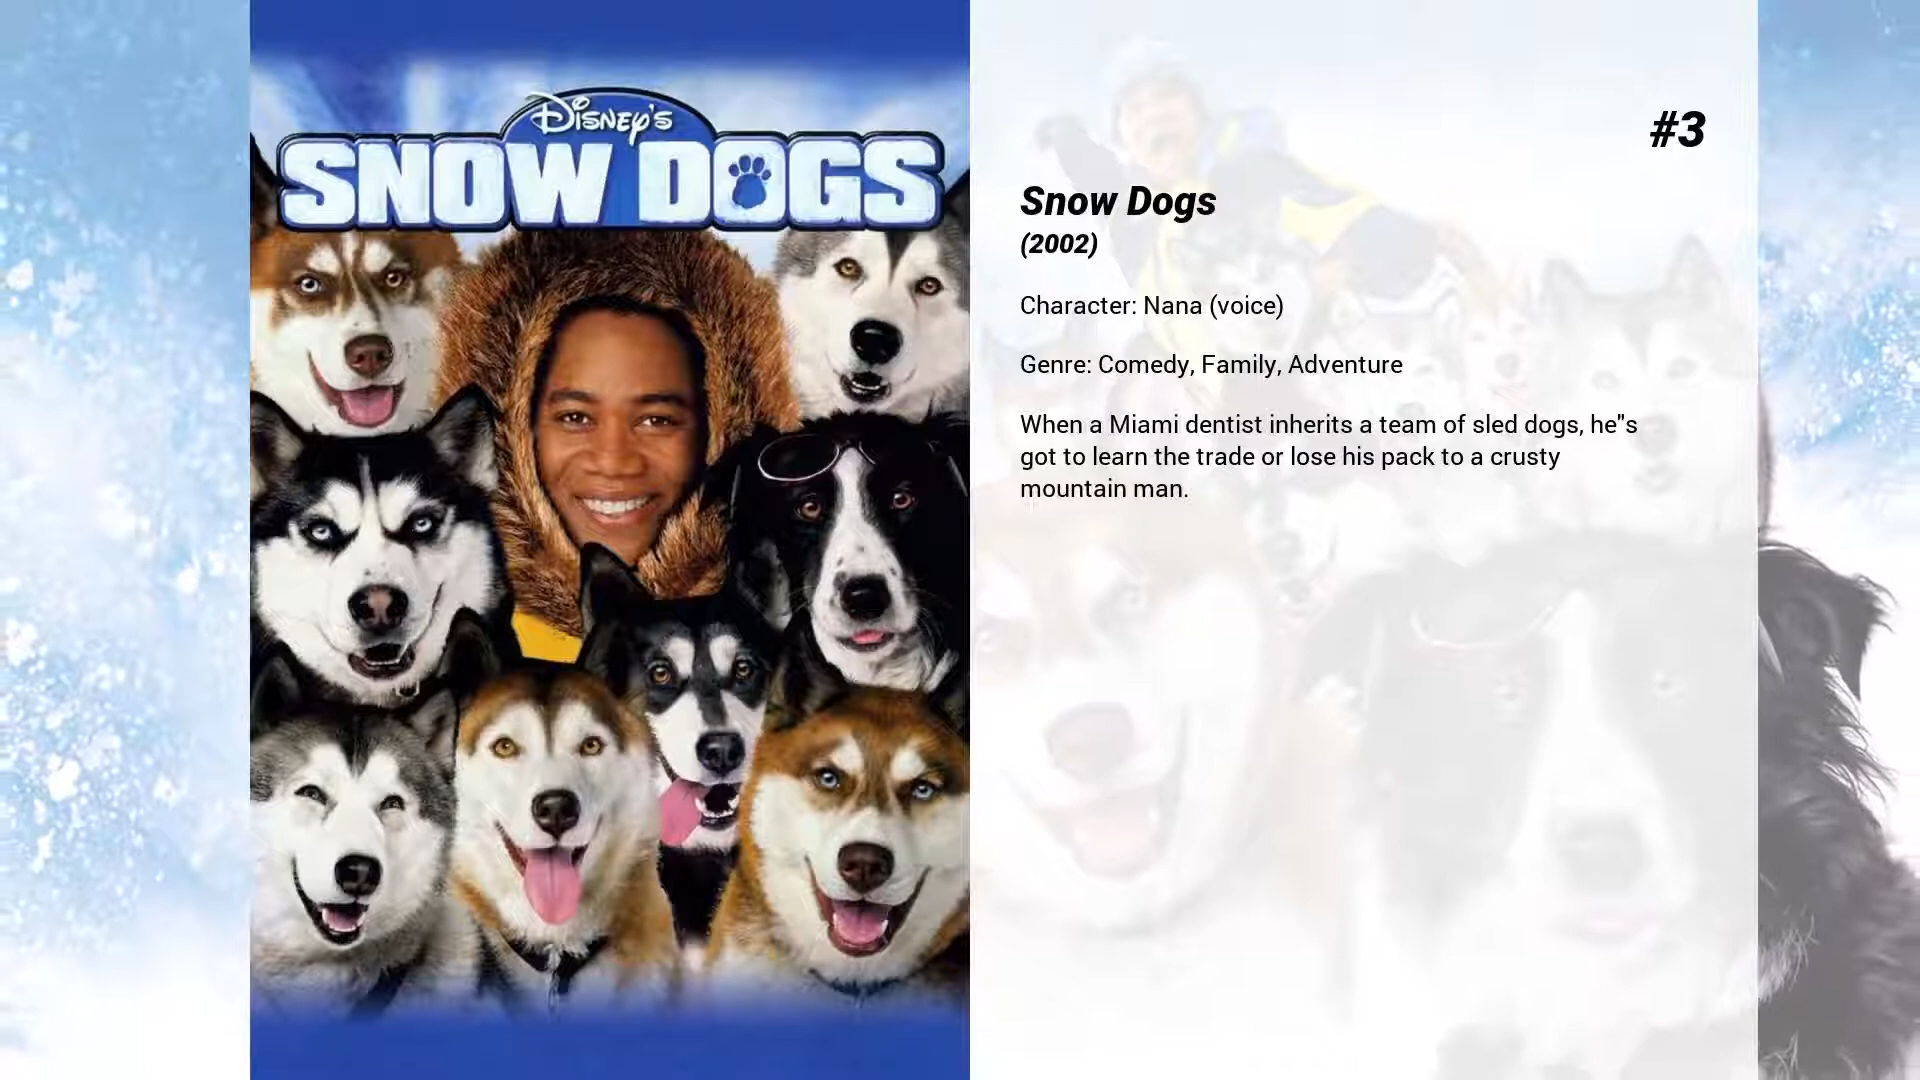 DISNEY'S
SNOW DOGS
#3
Snow Dogs
(2002)
Character: Nana (voice)
Genre: Comedy, Family, Adventure
When a Miami dentist inherits a team of sled dogs, he"s
got to learn the trade or lose his pack to a crusty
mountain man.